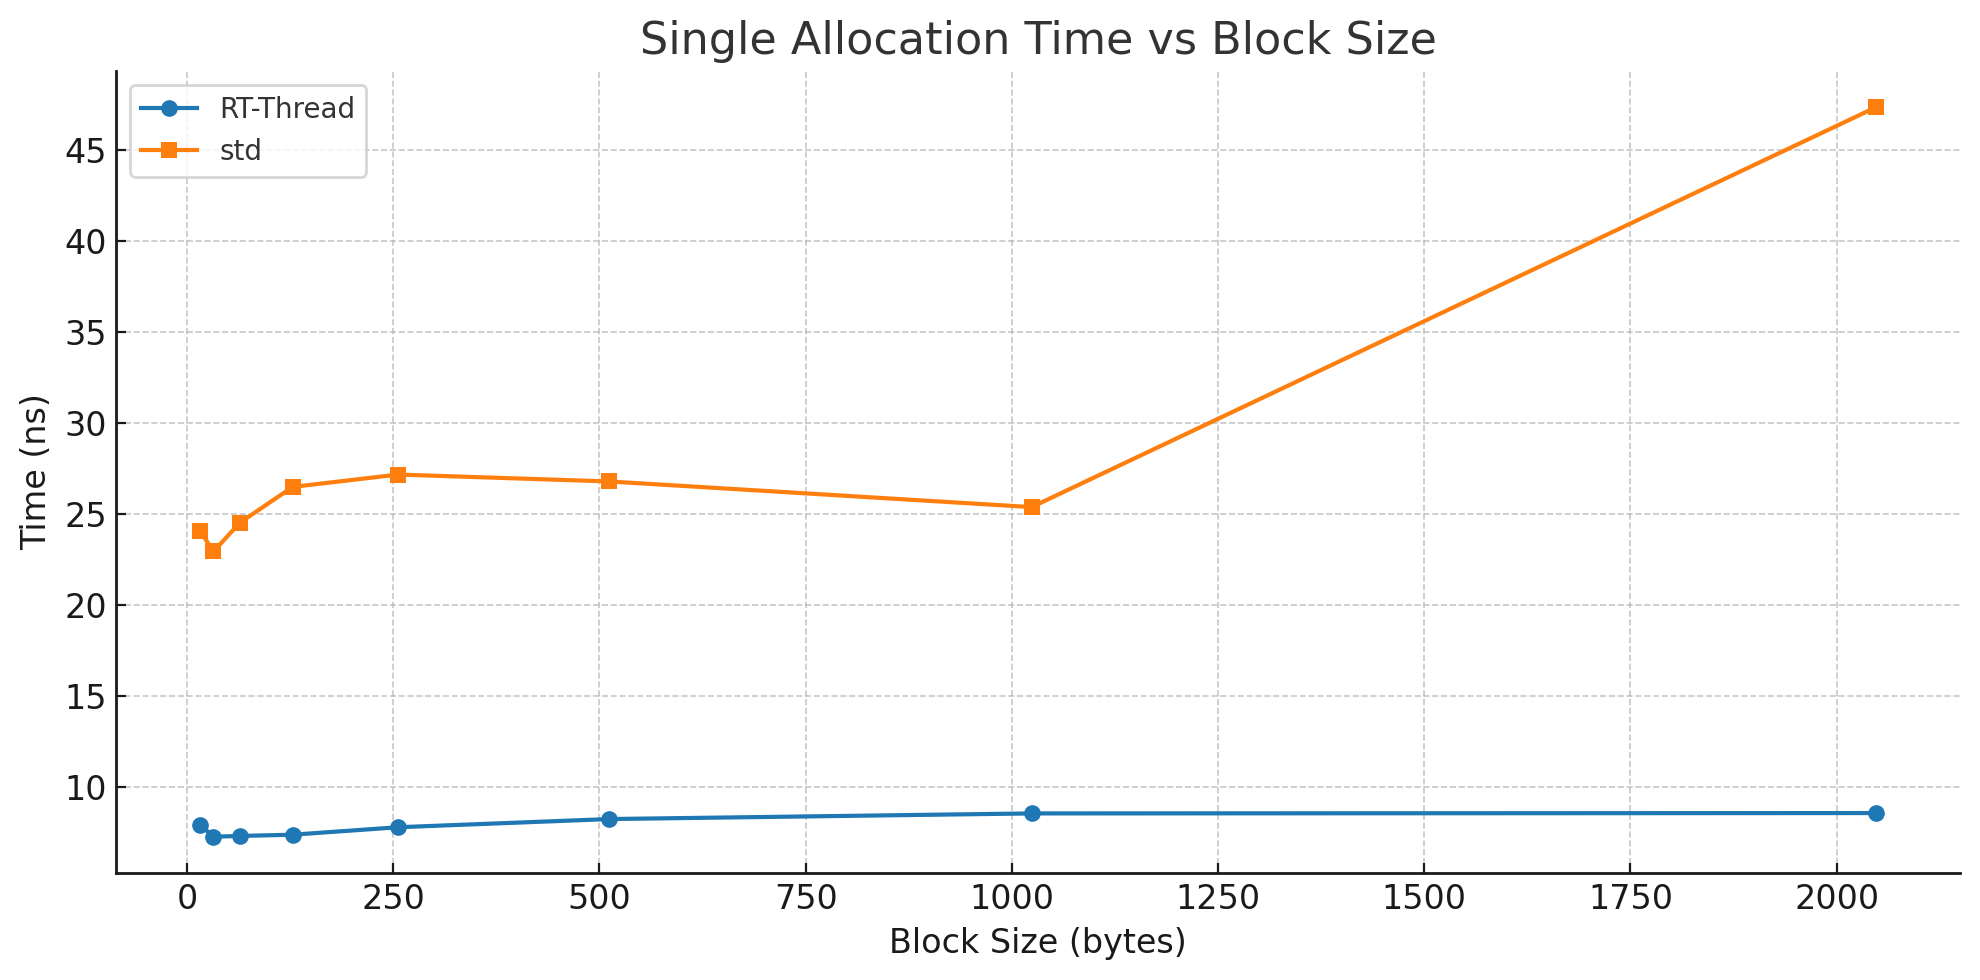 Single Allocation Time vs Block Size
RT-Thread
std
45
40
35
30
25
20
15
10
Time (ns)
0 250 500 750 1000 1250 1500 1750 2000
Block Size (bytes)